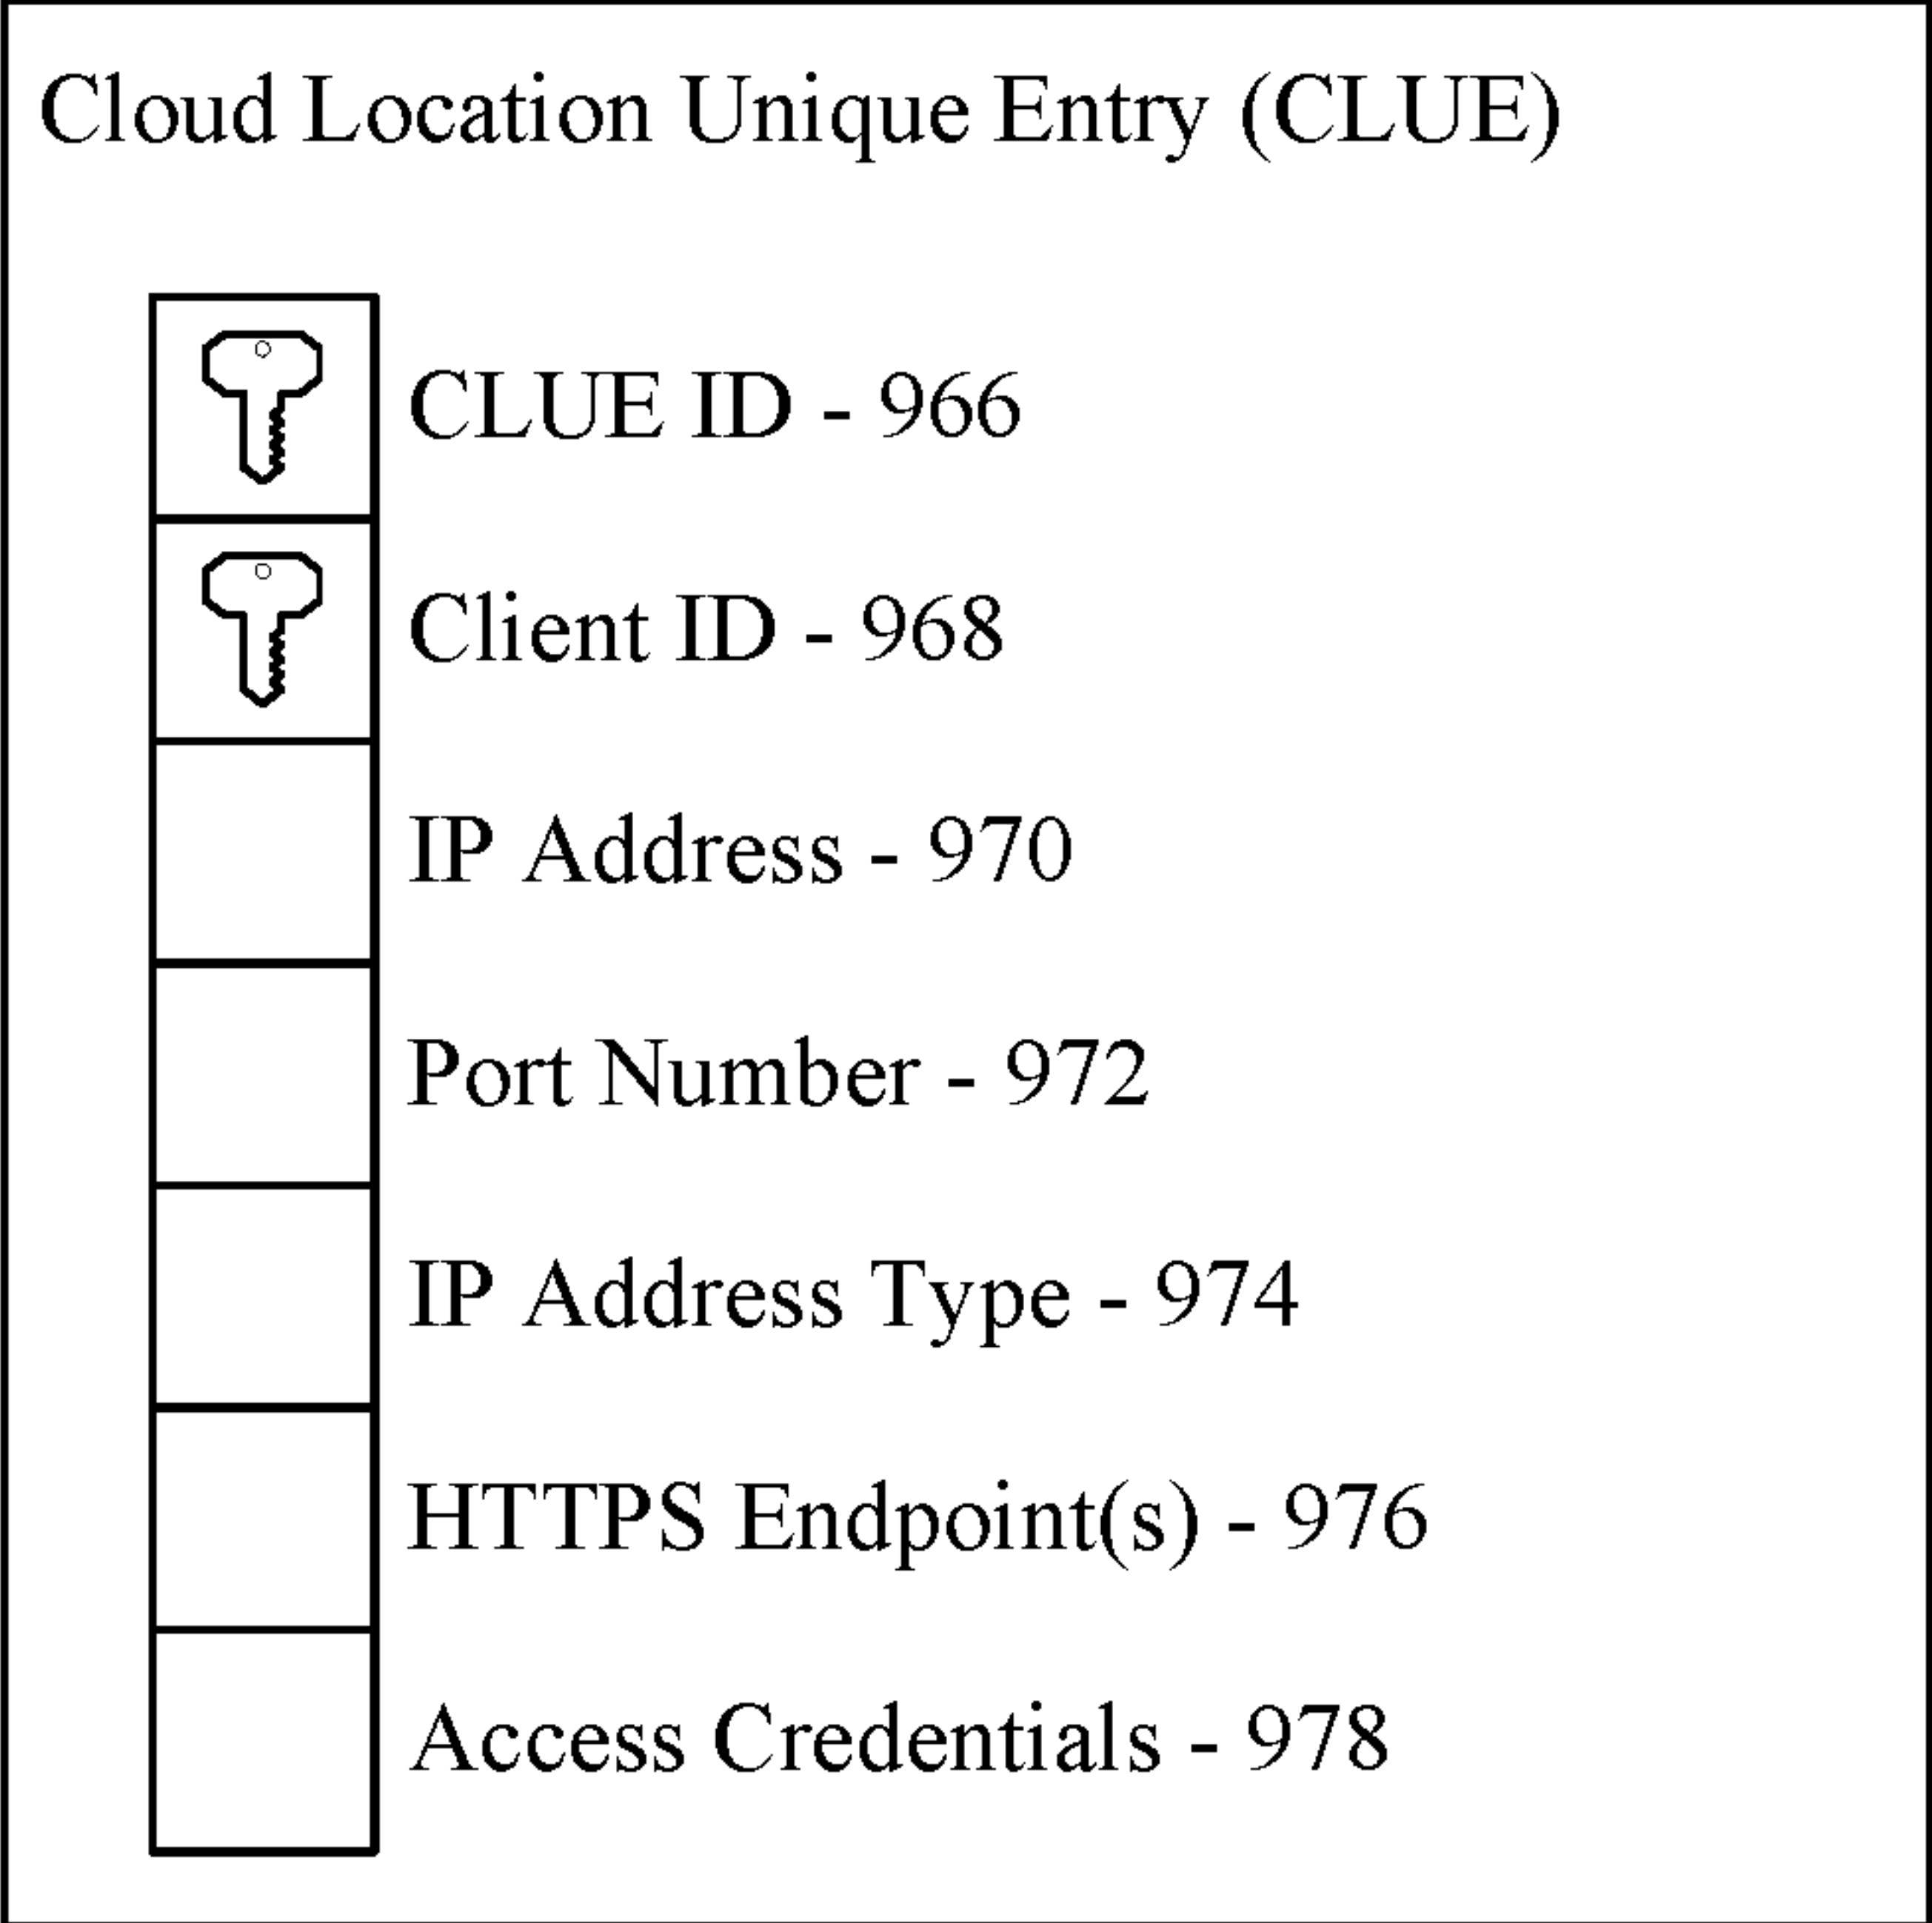 Cloud Location Unique Entry (CLUE)
CLUE ID - 966
Client ID - 968
IP Address - 970
Port Number - 972
IP Address Type - 974
HTTPS Endpoint(s) - 976
Access Credentials - 978